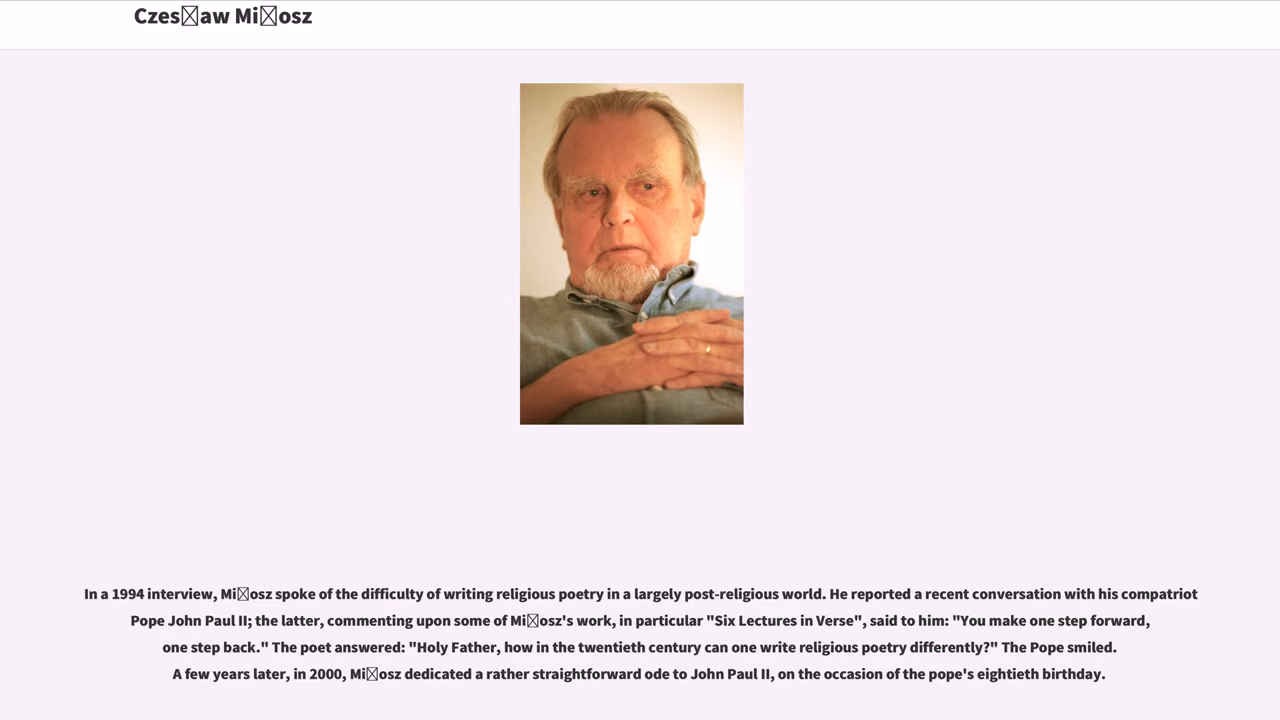 Czes□aw Mi□osz
In a 1994 interview, Mi□osz spoke of the difficulty of writing religious poetry in a largely post-religious world. He reported a recent conversation with his compatriot
Pope John Paul II; the latter, commenting upon some of Mi□osz's work, in particular "Six Lectures in Verse", said to him: "You make one step forward,
one step back." The poet answered: "Holy Father, how in the twentieth century can one write religious poetry differently?" The Pope smiled.
A few years later, in 2000, Mi□osz dedicated a rather straightforward ode to John Paul II, on the occasion of the pope's eightieth birthday.